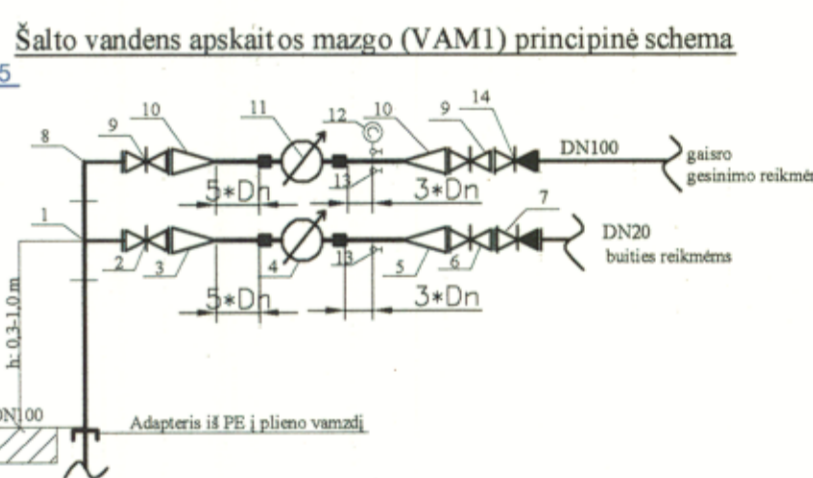 Šalto vandens apskaitos mazgo (VAM1) principinė schema
5
8
9
10
11
12
10
9
14
DN100
gaisro
gesinimo reikmė
13
5*Dn
3*Dn
1
2
3
4
13
5
6
7
DN20
buities reikmėms
5*Dn
3*Dn
h: 0,3-1,0 m
DN100
Adapteris iš PE į plieno vamzdį